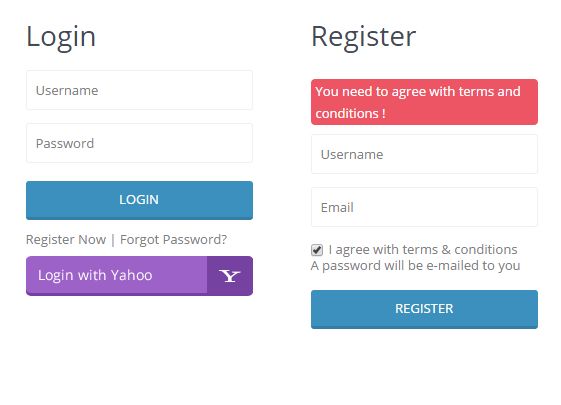 Login
Username
Password
LOGIN
Register Now | Forgot Password?
Login with Yahoo Y
Register
You need to agree with terms and
conditions !
Username
Email
I agree with terms & conditions
A password will be e-mailed to you
REGISTER